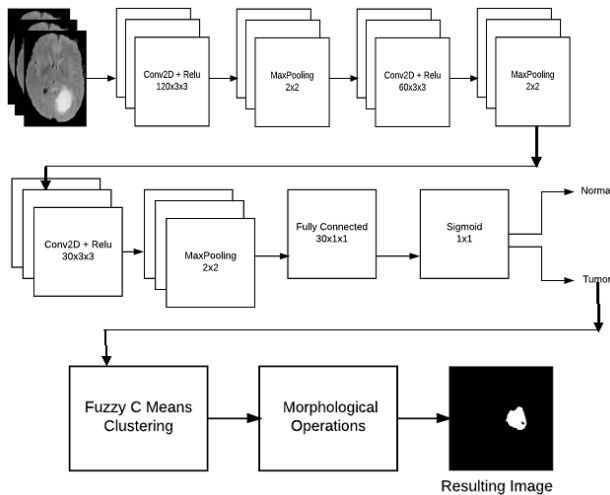 Conv2D + Relu
120x3x3
MaxPooling
2x2
Conv2D + Relu
60x3x3
MaxPooling
2x2
Conv2D + Relu
30x3x3
MaxPooling
2x2
Fully Connected
30x1x1
Sigmoid
1x1
Normal
Tumor
Fuzzy C Means
Clustering
Morphological
Operations
Resulting Image